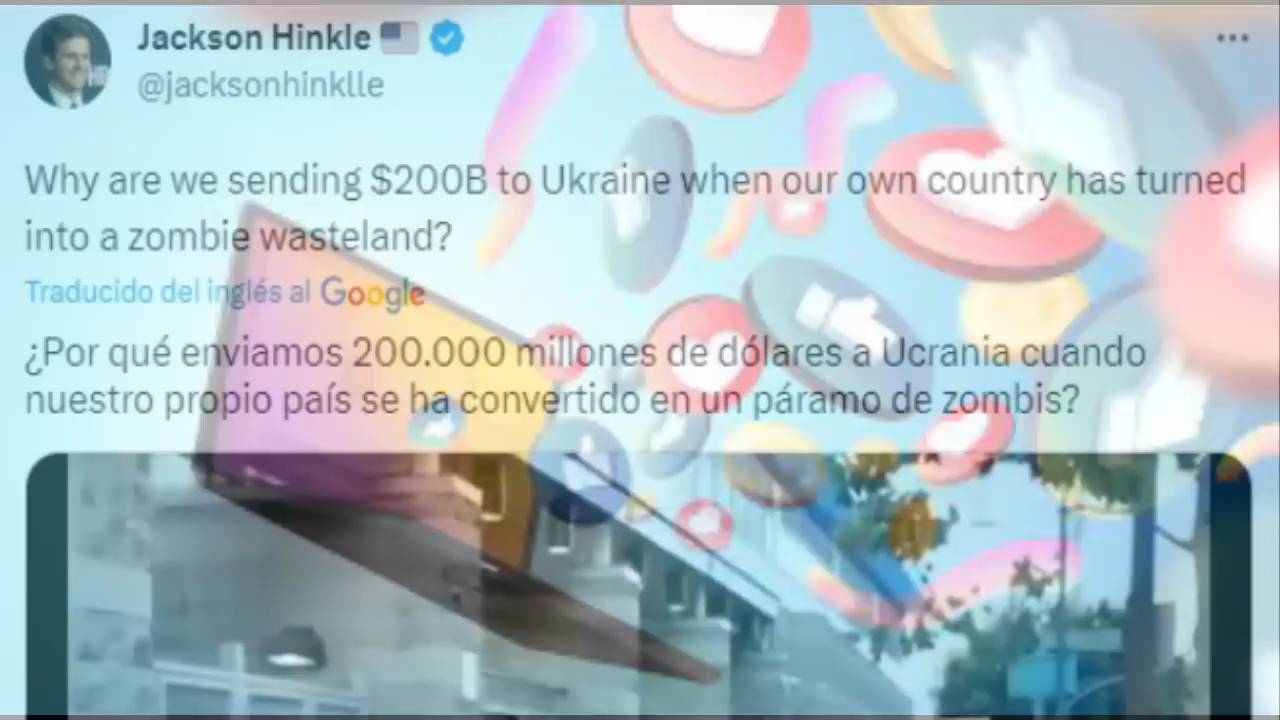 Jackson Hinkle
@jacksonhinklle
Why are we sending $200B to Ukraine when our own country has turned
into a zombie wasteland?
Traducido del inglés al Google
¿Por qué enviamos 200.000 millones de dólares a Ucrania cuando
nuestro propio país se ha convertido en un páramo de zombis?